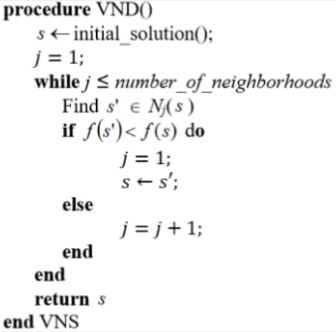 procedure VND()
s ← initial_solution();
j = 1;
while j ≤ number_of_neighborhoods
Find s' ∈ Nj(s)
if f(s') < f(s) do
j = 1;
s ← s';
else
j = j + 1;
end
end
return s
end VNS